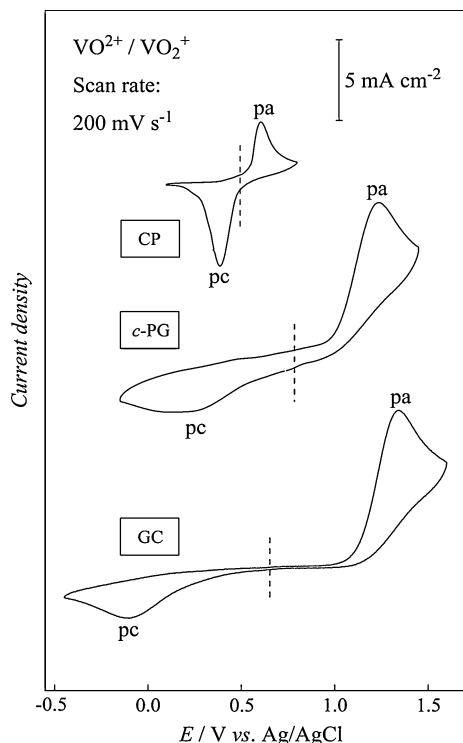 VO²⁺ / VO₂⁺
Scan rate:
200 mV s⁻¹
5 mA cm⁻²
pa
CP
pc
pa
c-PG
pc
pa
GC
pc
Current density
-0.5 0.0 0.5 1.0 1.5
E / V vs. Ag/AgCl